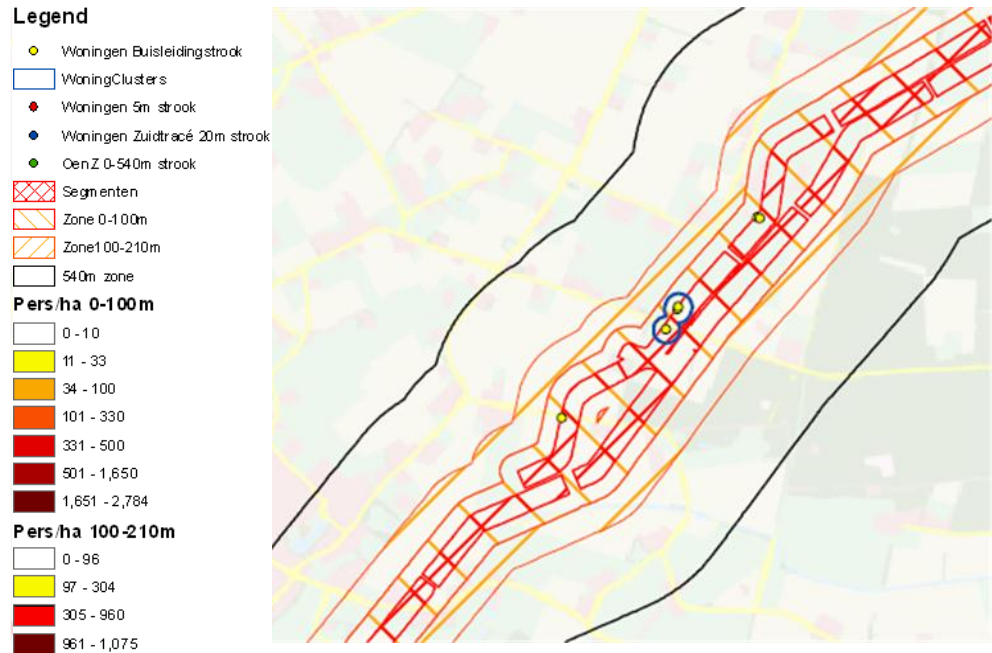 Legend
Woningen Buisleidingstrook
WoningClusters
Woningen 5m strook
Woningen Zuidtracé 20m strook
OenZ 0-540m strook
Segmenten
Zone 0-100m
Zone100-210m
540m zone
Pers/ha 0-100m
0 - 10
11 - 33
34 - 100
101 - 330
331 - 500
501 - 1,650
1,651 - 2,784
Pers/ha 100-210m
0 - 96
97 - 304
305 - 960
961 - 1,075